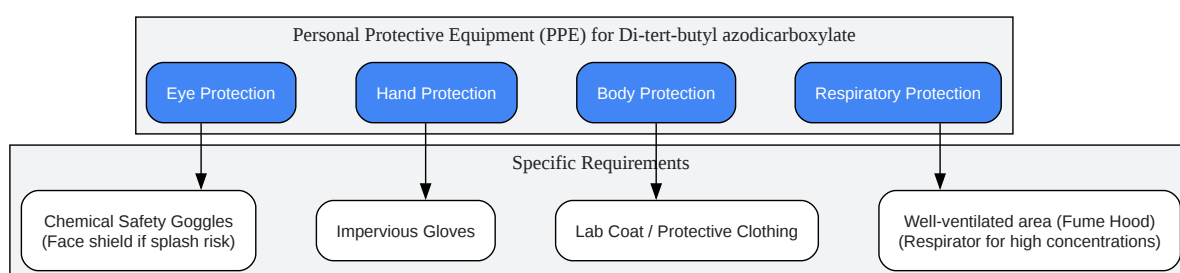 Personal Protective Equipment (PPE) for Di-tert-butyl azodicarboxylate
Eye Protection
Hand Protection
Body Protection
Respiratory Protection
Specific Requirements
Chemical Safety Goggles
(Face shield if splash risk)
Impervious Gloves
Lab Coat / Protective Clothing
Well-ventilated area (Fume Hood)
(Respirator for high concentrations)